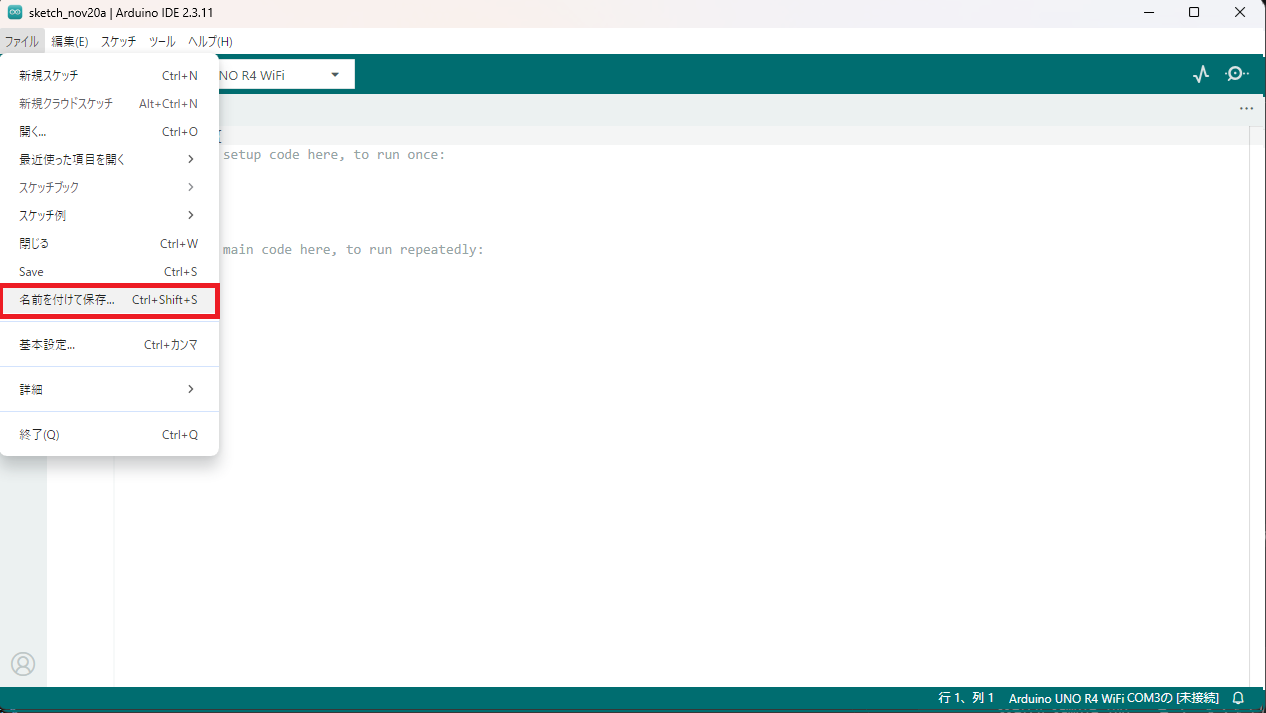 sketch_nov20a | Arduino IDE 2.3.11
ファイル 編集(E) スケッチ ツール ヘルプ(H)
新規スケッチ Ctrl+N
新規クラウドスケッチ Alt+Ctrl+N
開く... Ctrl+O
最近使った項目を開く
スケッチブック
スケッチ例
閉じる Ctrl+W
Save Ctrl+S
名前を付けて保存... Ctrl+Shift+S
基本設定... Ctrl+カンマ
詳細
終了(Q) Ctrl+Q
NO R4 WiFi
setup code here, to run once:
main code here, to run repeatedly:
行 1、列 1 Arduino UNO R4 WiFi COM3の [未接続]